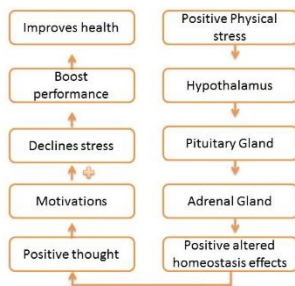 Improves health
Boost
performance
Declines stress
Motivations
Positive thought
Positive Physical
stress
Hypothalamus
Pituitary Gland
Adrenal Gland
Positive altered
homeostasis effects